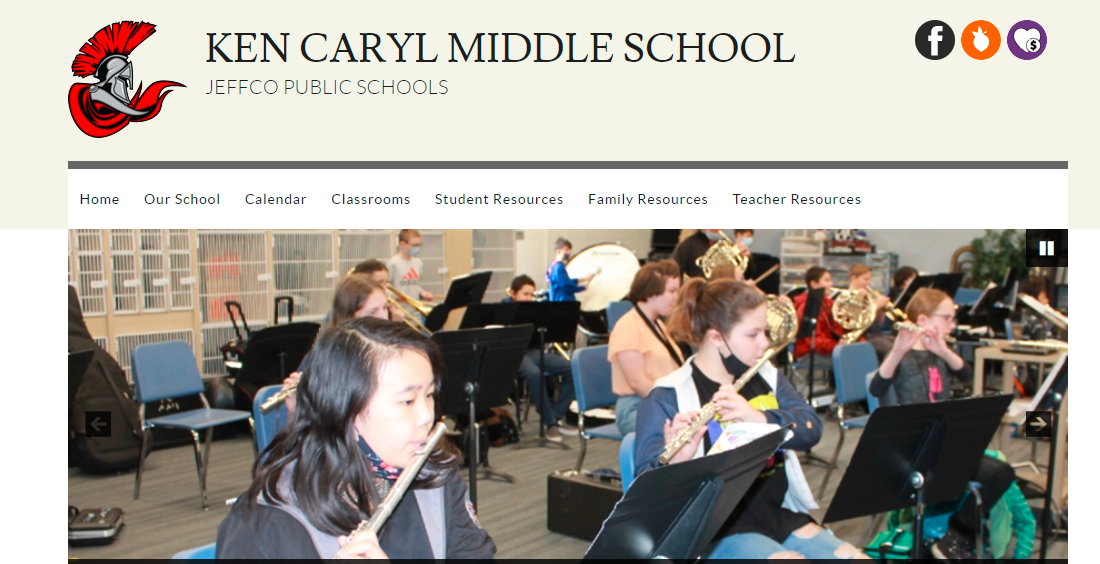 KEN CARYL MIDDLE SCHOOL
JEFFCO PUBLIC SCHOOLS
Home Our School Calendar Classrooms Student Resources Family Resources Teacher Resources